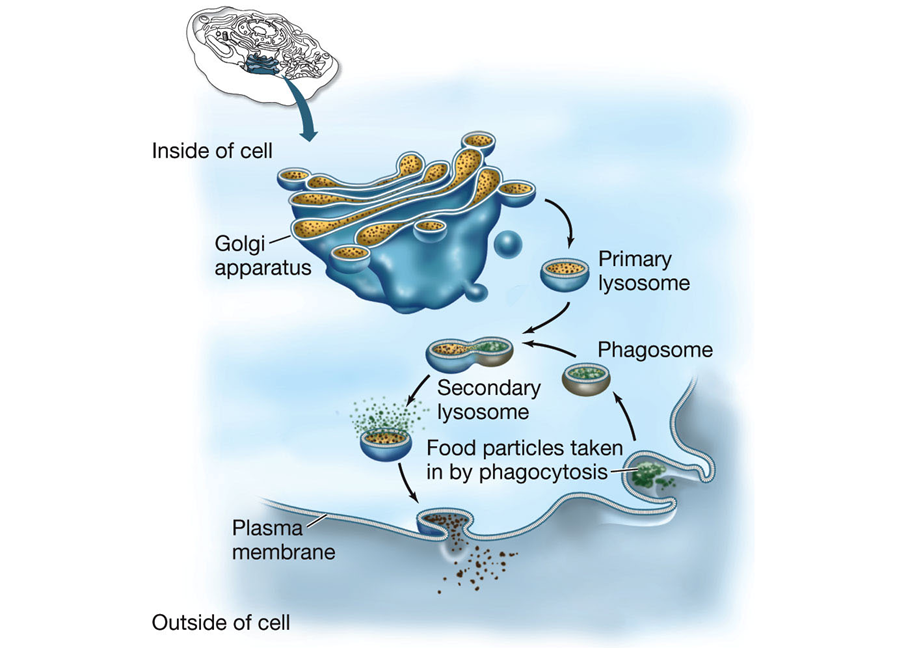 Inside of cell
Golgi
apparatus
Primary
lysosome
Phagosome
Secondary
lysosome
Food particles taken
in by phagocytosis
Plasma
membrane
Outside of cell